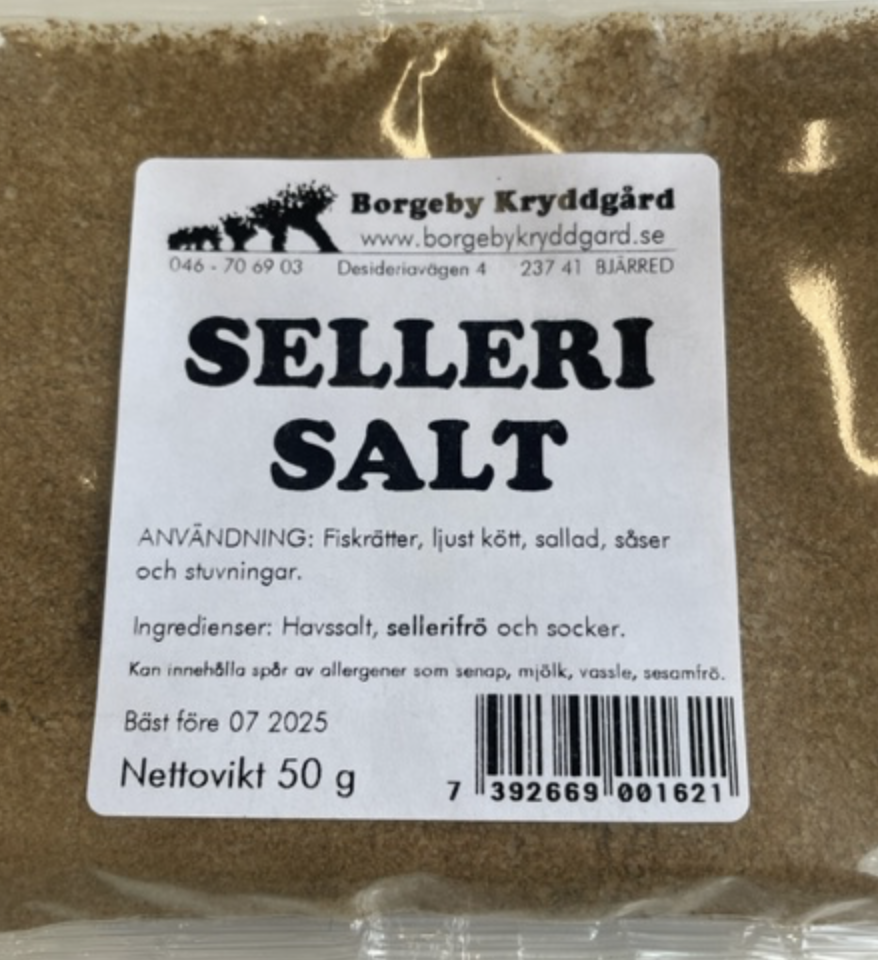 Borgeby Kryddgård
www.borgebykryddgard.se
046 - 70 69 03 Desideriavägen 4 237 41 BJÄRRED
SELLERI
SALT
ANVÄNDNING: Fiskrätter, ljust kött, sallad, såser
och stuvningar.
Ingredienser: Havssalt, sellerifrö och socker.
Kan innehålla spår av allergener som senap, mjölk, vassle, sesamfrö.
Bäst före 07 2025
Nettovikt 50 g
7 392669 001621